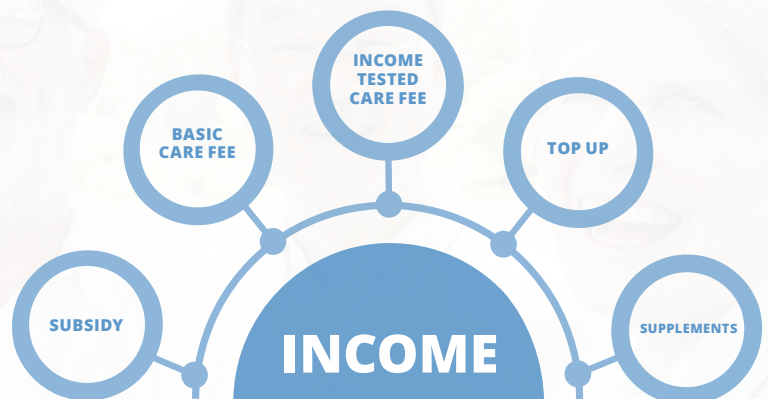 INCOME
TESTED
CARE FEE
BASIC
CARE FEE
TOP UP
SUBSIDY
SUPPLEMENTS
INCOME